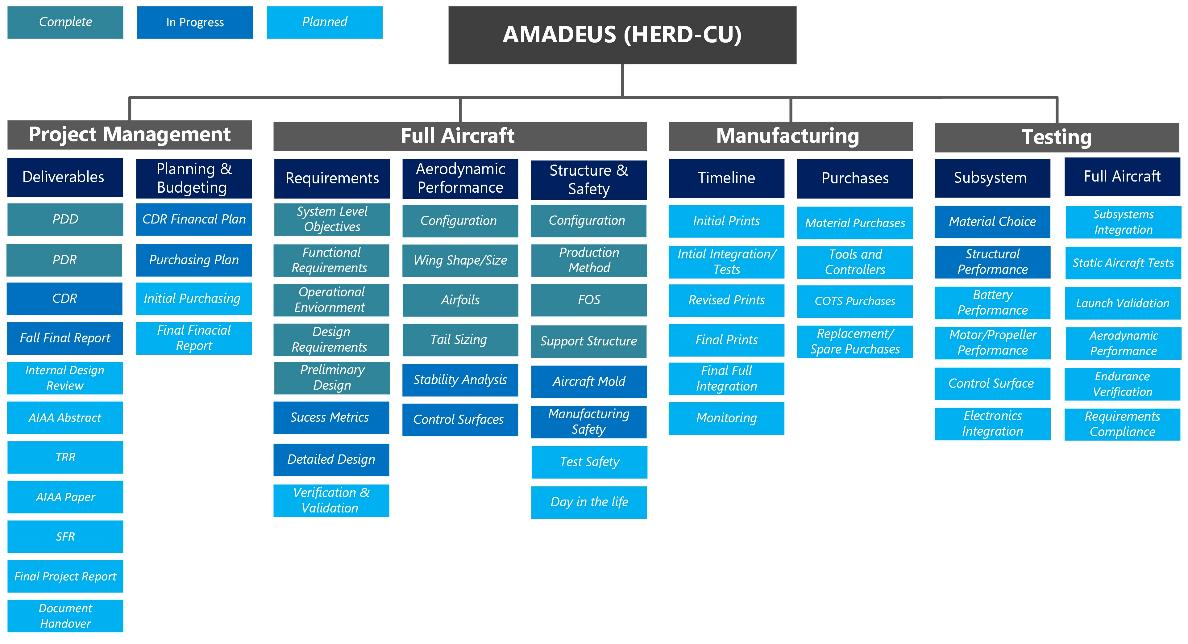 Complete
In Progress
Planned
AMADEUS (HERD-CU)
Project Management
Deliverables
PDD
PDR
CDR
Fall Final Report
Internal Design
Review
AIAA Abstract
TRR
AIAA Paper
SFR
Final Project Report
Document
Handover
Planning &
Budgeting
CDR Financal Plan
Purchasing Plan
Initial Purchasing
Final Finacial
Report
Full Aircraft
Requirements
System Level
Objectives
Functional
Requirements
Operational
Enviornment
Design
Requirements
Preliminary
Design
Sucess Metrics
Detailed Design
Verification &
Validation
Aerodynamic
Performance
Configuration
Wing Shape/Size
Airfoils
Tail Sizing
Stability Analysis
Control Surfaces
Structure &
Safety
Configuration
Production
Method
FOS
Support Structure
Aircraft Mold
Manufacturing
Safety
Test Safety
Day in the life
Manufacturing
Timeline
Initial Prints
Intial Integration/
Tests
Revised Prints
Final Prints
Final Full
Integration
Monitoring
Purchases
Material Purchases
Tools and
Controllers
COTS Purchases
Replacement/
Spare Purchases
Testing
Subsystem
Material Choice
Structural
Performance
Battery
Performance
Motor/Propeller
Performance
Control Surface
Electronics
Integration
Full Aircraft
Subsystems
Integration
Static Aircraft Tests
Launch Validation
Aerodynamic
Performance
Endurance
Verification
Requirements
Compliance